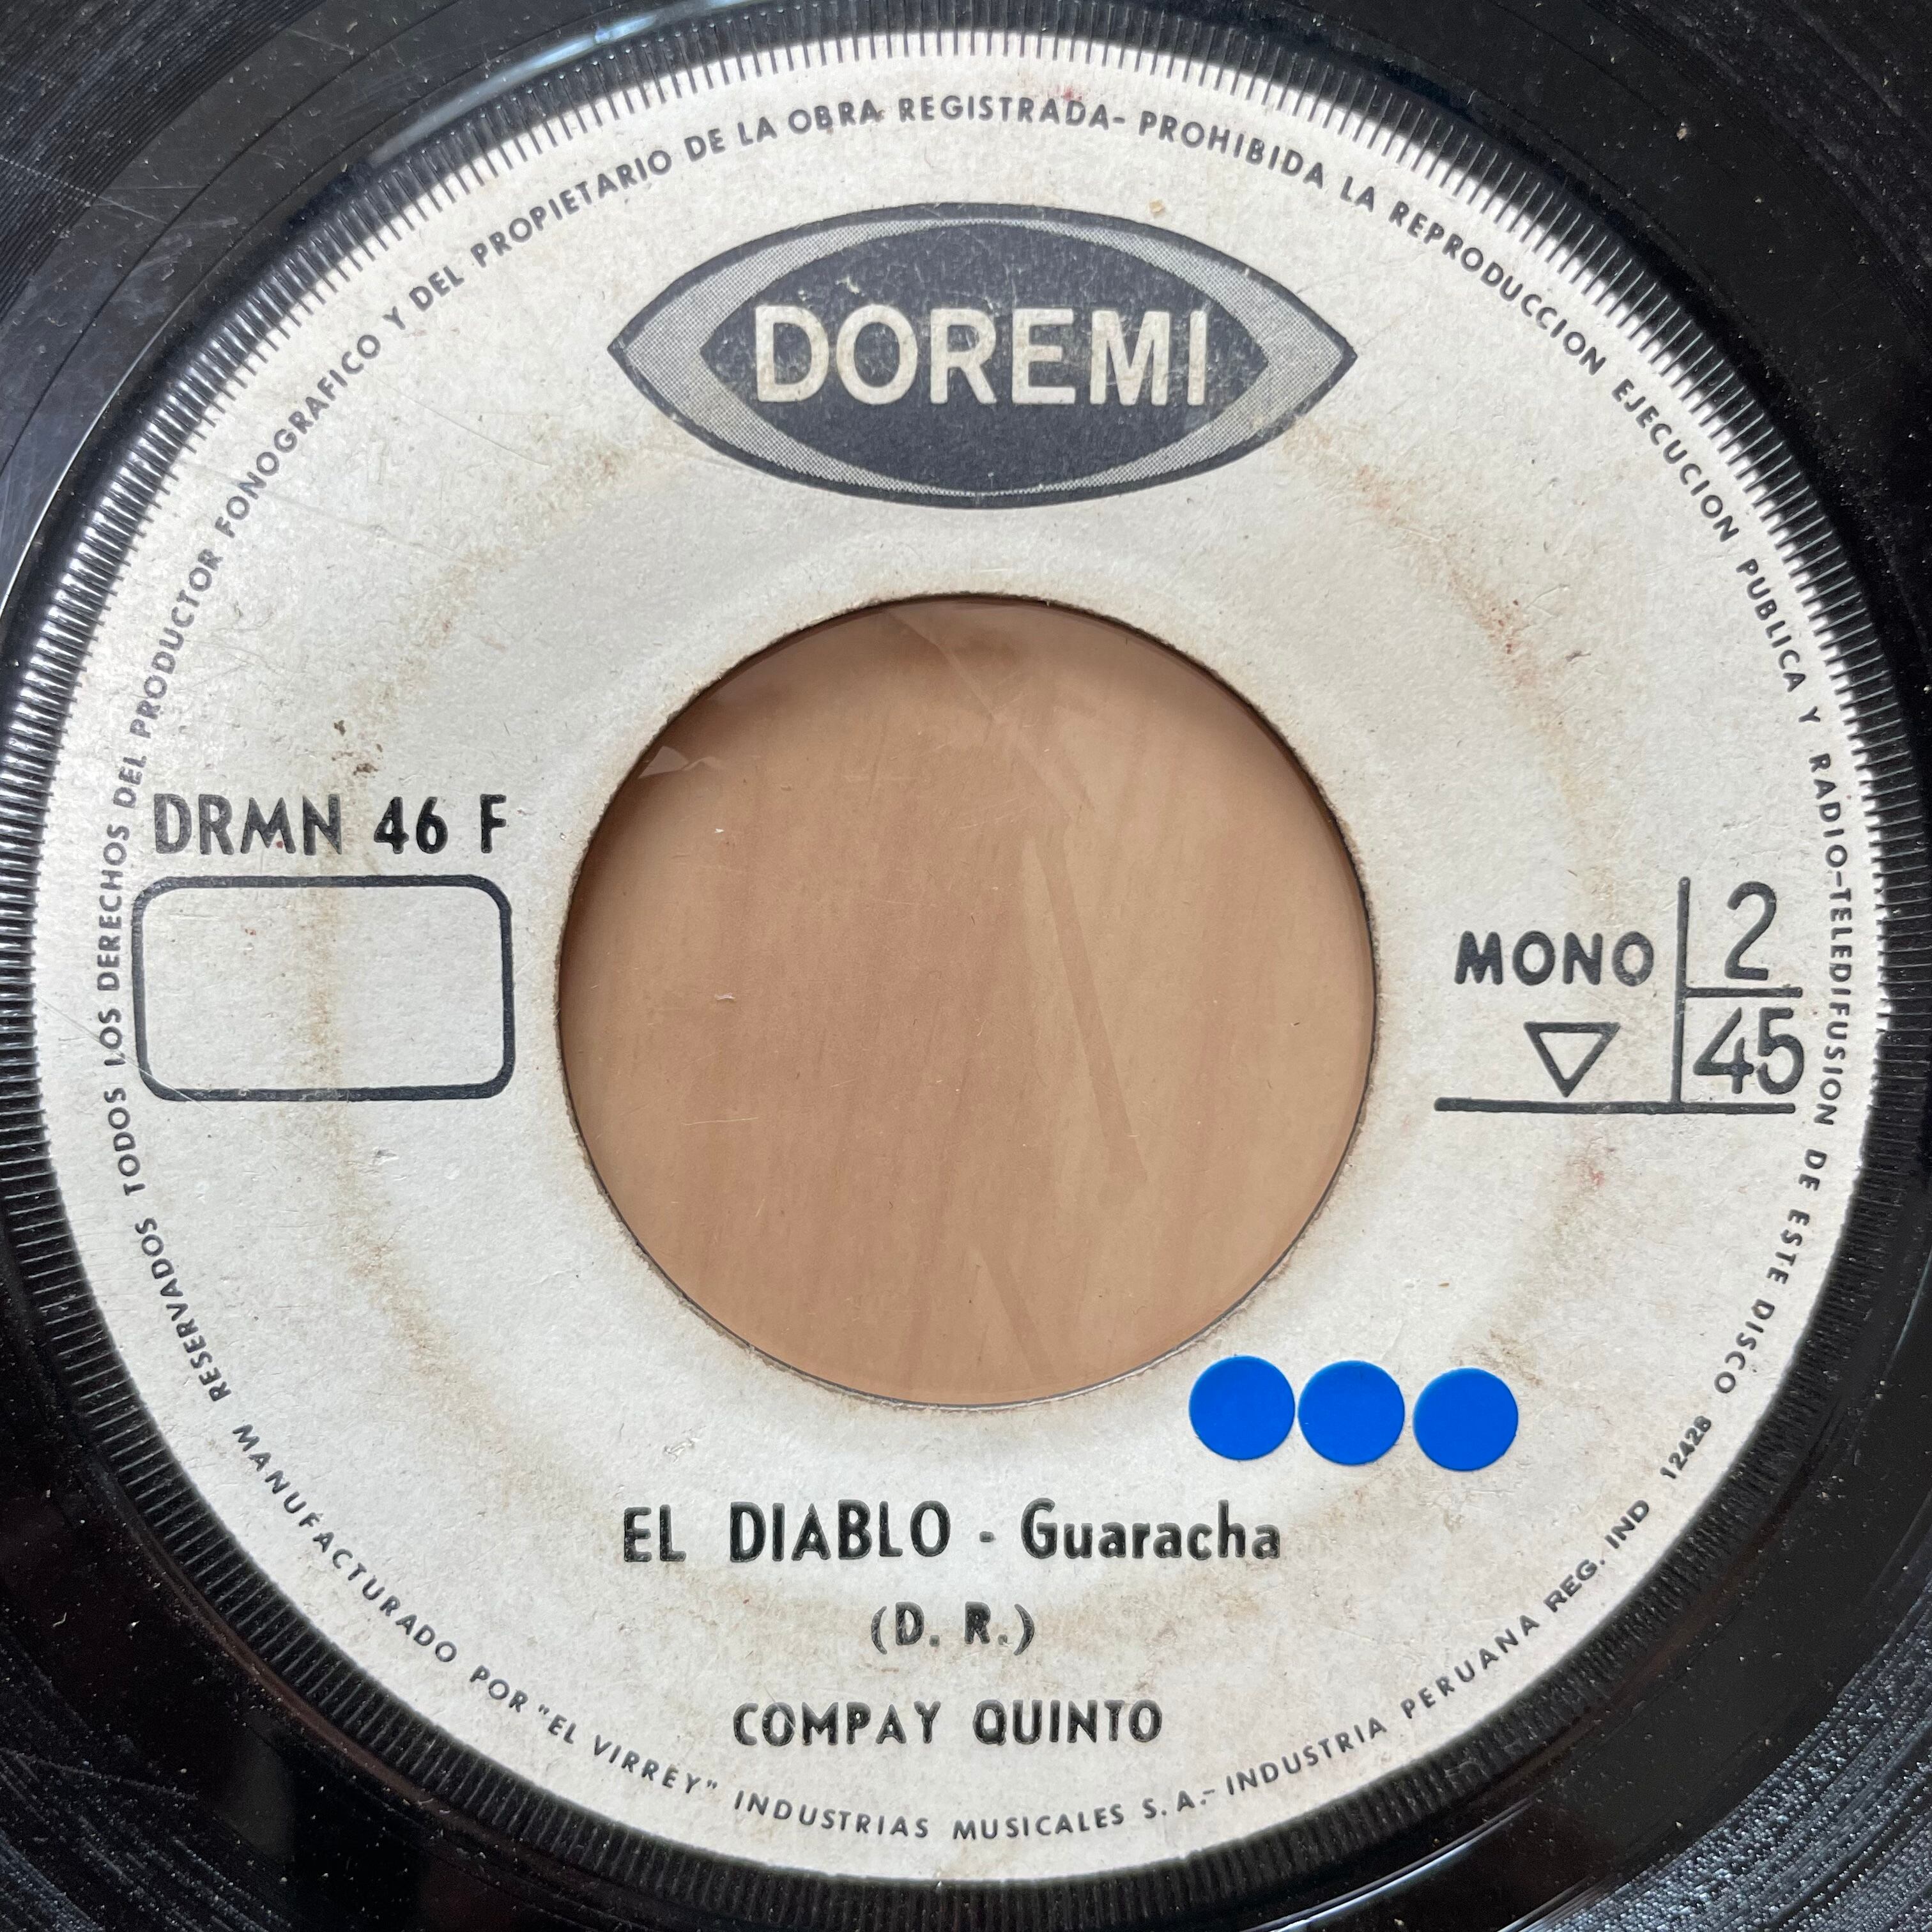 TODOS LOS DERECHOS DEL PRODUCTOR FONOGRAFICO Y DEL PROPIETARIO DE LA OBRA REGISTRADA- PROHIBIDA LA REPRODUCCION EJECUCION PUBLICA Y RADIO-TELEDIFUSION DE ESTE DISCO
DOREMI
DRMN 46 F
MONO 2
45
EL DIABLO - Guaracha
(D. R.)
COMPAY QUINTO
RESERVADOS MANUFACTURADO POR "EL VIRREY" INDUSTRIAS MUSICALES S. A.- INDUSTRIA PERUANA REG. IND 12428